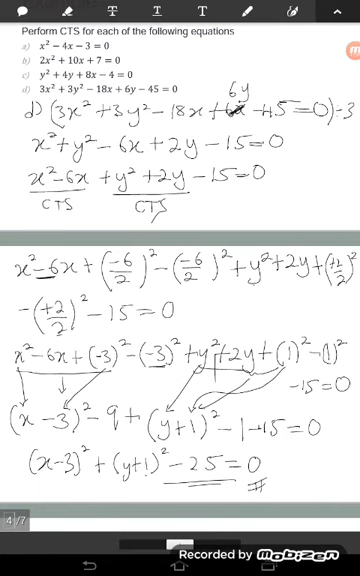 Perform CTS for each of the following equations
a) x² − 4x − 3 = 0
b) 2x² + 10x + 7 = 0
c) y² + 4y + 8x − 4 = 0
d) 3x² + 3y² − 18x + 6y − 45 = 0
6y
d) (3x² + 3y² − 18x + 6x − 45 = 0) ÷ 3
x² + y² − 6x + 2y − 15 = 0
x² − 6x + y² + 2y − 15 = 0
CTS CTS
x² − 6x + (−6/2)² − (−6/2)² + y² + 2y + (+2/2)²
− (+2/2)² − 15 = 0
x² − 6x + (−3)² − (−3)² + y² + 2y + (1)² − (1)²
− 15 = 0
(x − 3)² − 9 + (y + 1)² − 1 − 15 = 0
(x − 3)² + (y + 1)² − 25 = 0
4 / 7
Recorded by mobizen